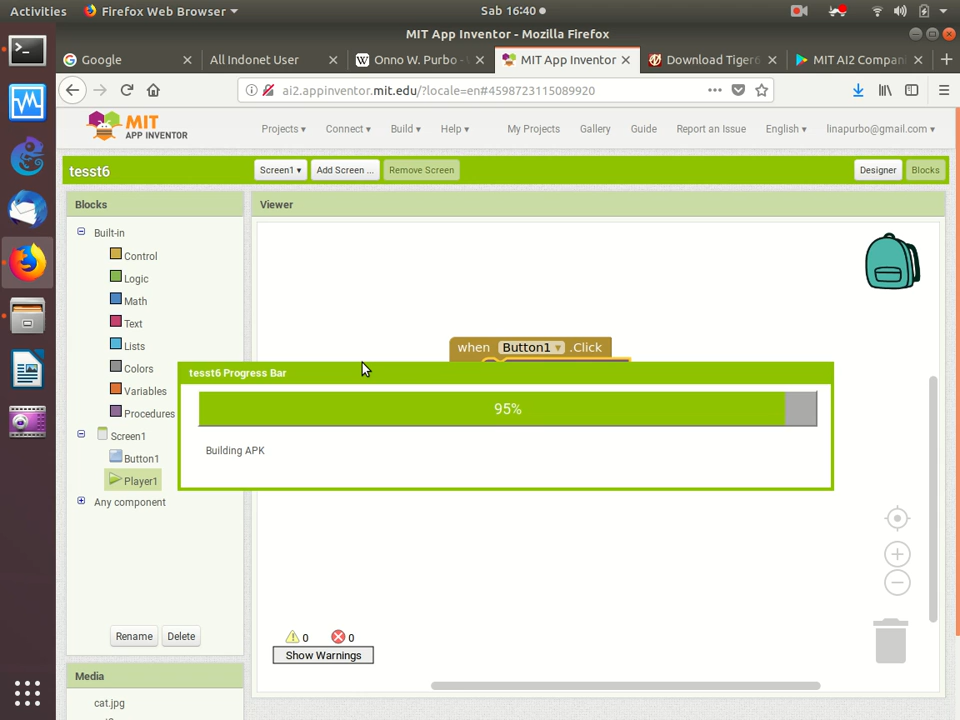 Activities Firefox Web Browser Sab 16:40
MIT App Inventor - Mozilla Firefox
Google All Indonet User Onno W. Purbo - MIT App Inventor Download Tiger MIT AI2 Compani
ai2.appinventor.mit.edu/?locale=en#4598723115089920
MIT
APP INVENTOR
Projects Connect Build Help My Projects Gallery Guide Report an Issue English linapurbo@gmail.com
tesst6 Screen1 Add Screen ... Remove Screen Designer Blocks
Blocks Viewer
Built-in
Control
Logic
Math
Text
Lists
Colors
Variables
Procedures
Screen1
Button1
Player1
Any component
Rename Delete
Media
cat.jpg
when Button1 .Click
tesst6 Progress Bar
95%
Building APK
0 0
Show Warnings